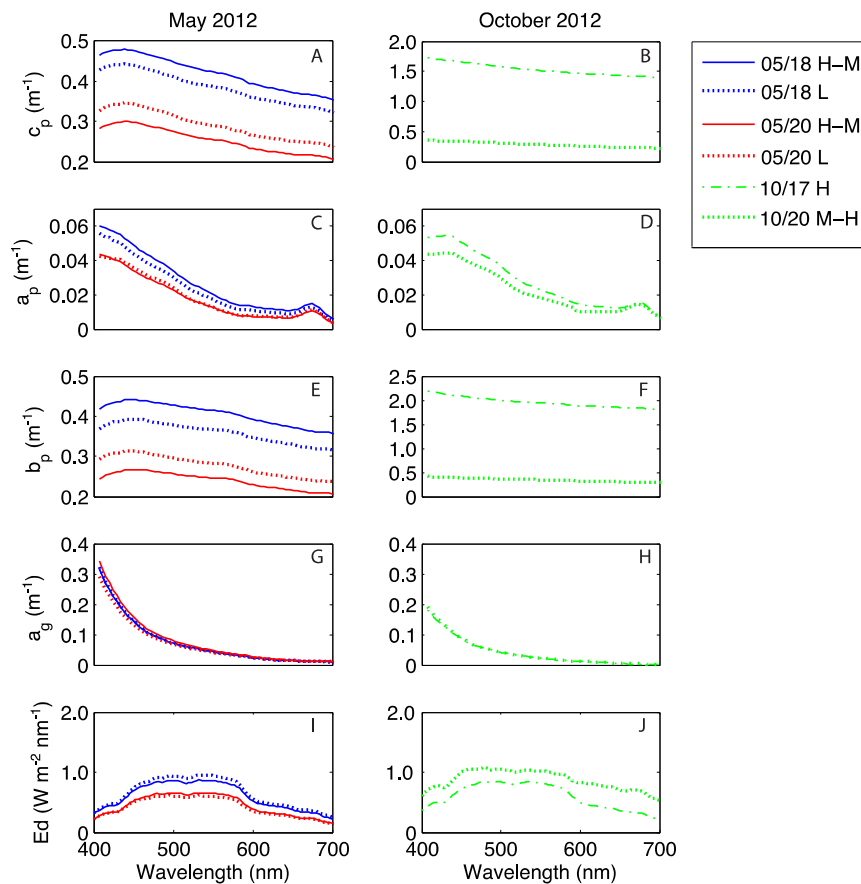 May 2012
October 2012
A
0.5
0.4
0.3
0.2
c_p (m⁻¹)
B
2.0
1.5
1.0
0.5
0
05/18 H−M
05/18 L
05/20 H−M
05/20 L
10/17 H
10/20 M−H
C
0.06
0.04
0.02
0
a_p (m⁻¹)
D
0.06
0.04
0.02
0
E
0.5
0.4
0.3
0.2
b_p (m⁻¹)
F
2.5
2.0
1.5
1.0
0.5
0
G
0.4
0.3
0.2
0.1
0
a_g (m⁻¹)
H
0.4
0.3
0.2
0.1
0
I
2.0
1.0
0
Ed (W m⁻² nm⁻¹)
400 500 600 700
Wavelength (nm)
J
2.0
1.0
0
400 500 600 700
Wavelength (nm)